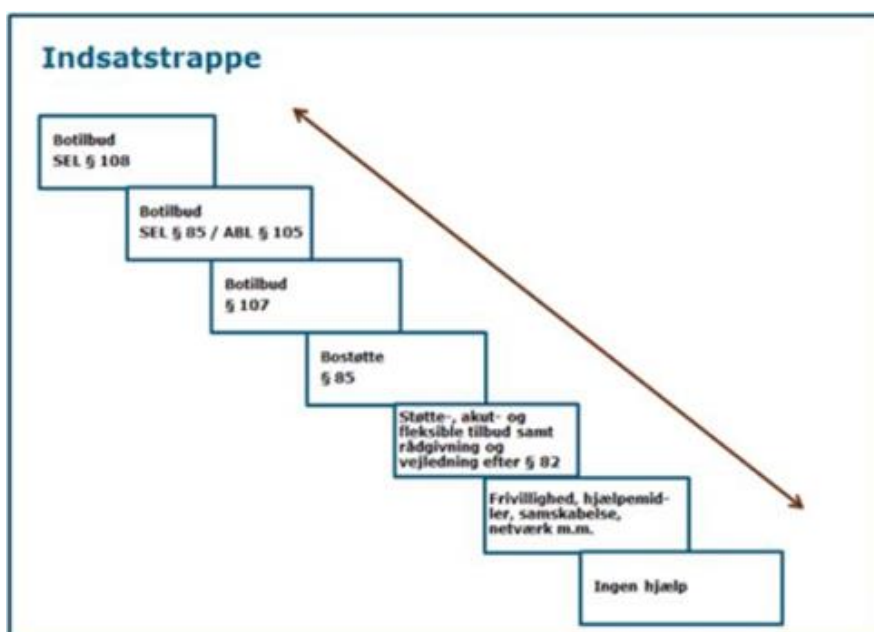 Indsatstrappe
Botilbud
SEL § 108
Botilbud
SEL § 85 / ABL § 105
Botilbud
§ 107
Bostøtte
§ 85
Støtte-, akut- og
fleksible tilbud samt
rådgivning og
vejledning efter § 82
Frivillighed, hjælpemid-
ler, samskabelse,
netværk m.m.
Ingen hjælp